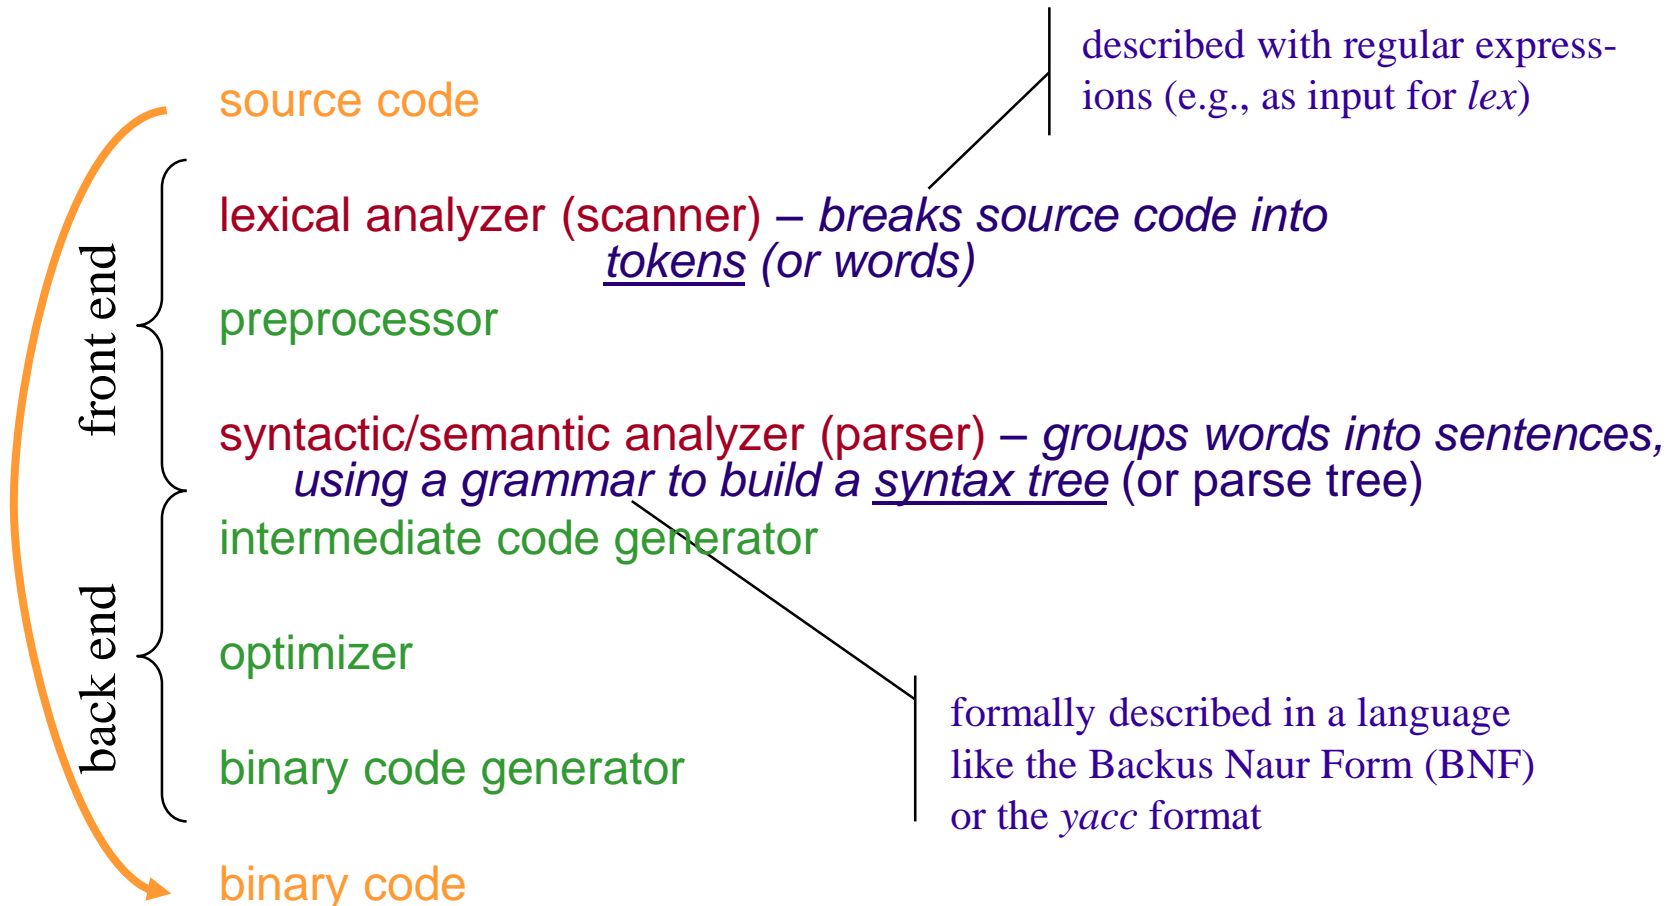 described with regular express-
ions (e.g., as input for lex)
source code
lexical analyzer (scanner) – breaks source code into
tokens (or words)
front end
preprocessor
syntactic/semantic analyzer (parser) – groups words into sentences,
using a grammar to build a syntax tree (or parse tree)
intermediate code generator
back end
optimizer
binary code generator
formally described in a language
like the Backus Naur Form (BNF)
or the yacc format
binary code